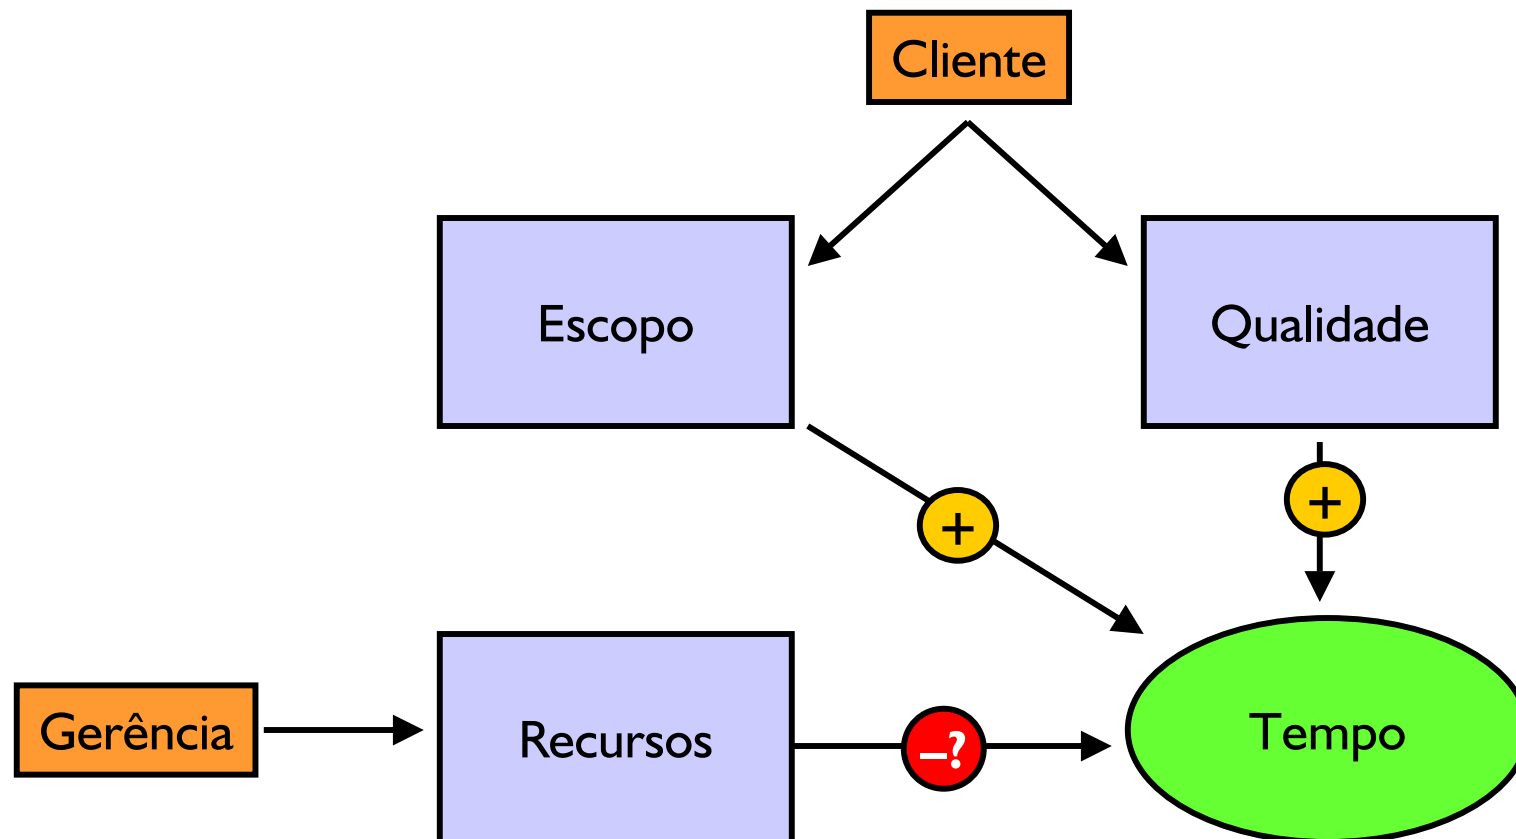 Cliente
Escopo
Qualidade
+
+
Gerência
Recursos
–?
Tempo